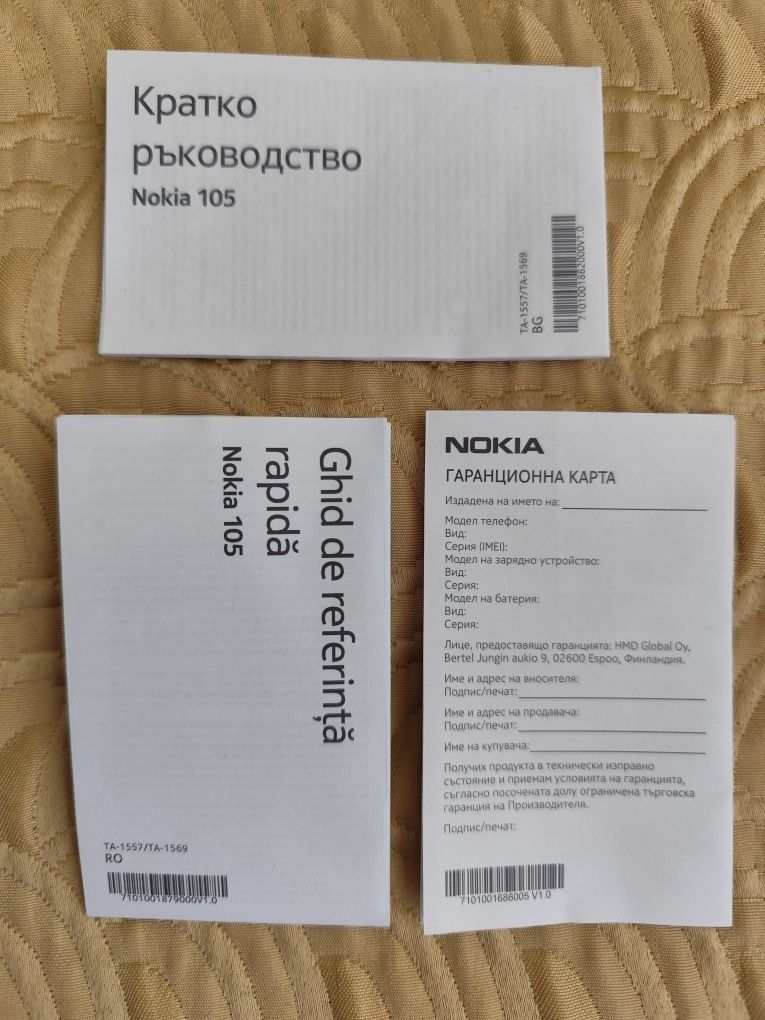 Кратко
ръководство
Nokia 105
TA-1557/TA-1569
BG
7101001862000V1.0
Ghid de referință
rapidă
Nokia 105
TA-1557/TA-1569
RO
7101001879000V1.0
NOKIA
ГАРАНЦИОННА КАРТА
Издадена на името на:
Модел телефон:
Вид:
Серия (IMEI):
Модел на зарядно устройство:
Вид:
Серия:
Модел на батерия:
Вид:
Серия:
Лице, предоставящо гаранцията: HMD Global Oy,
Bertel Jungin aukio 9, 02600 Espoo, Финландия.
Име и адрес на вносителя:
Подпис/печат:
Име и адрес на продавача:
Подпис/печат:
Име на купувача:
Получих продукта в технически изправно
състояние и приемам условията на гаранцията,
съгласно посочената долу ограничена търговска
гаранция на Производителя.
Подпис/печат:
7101001686005 V1.0